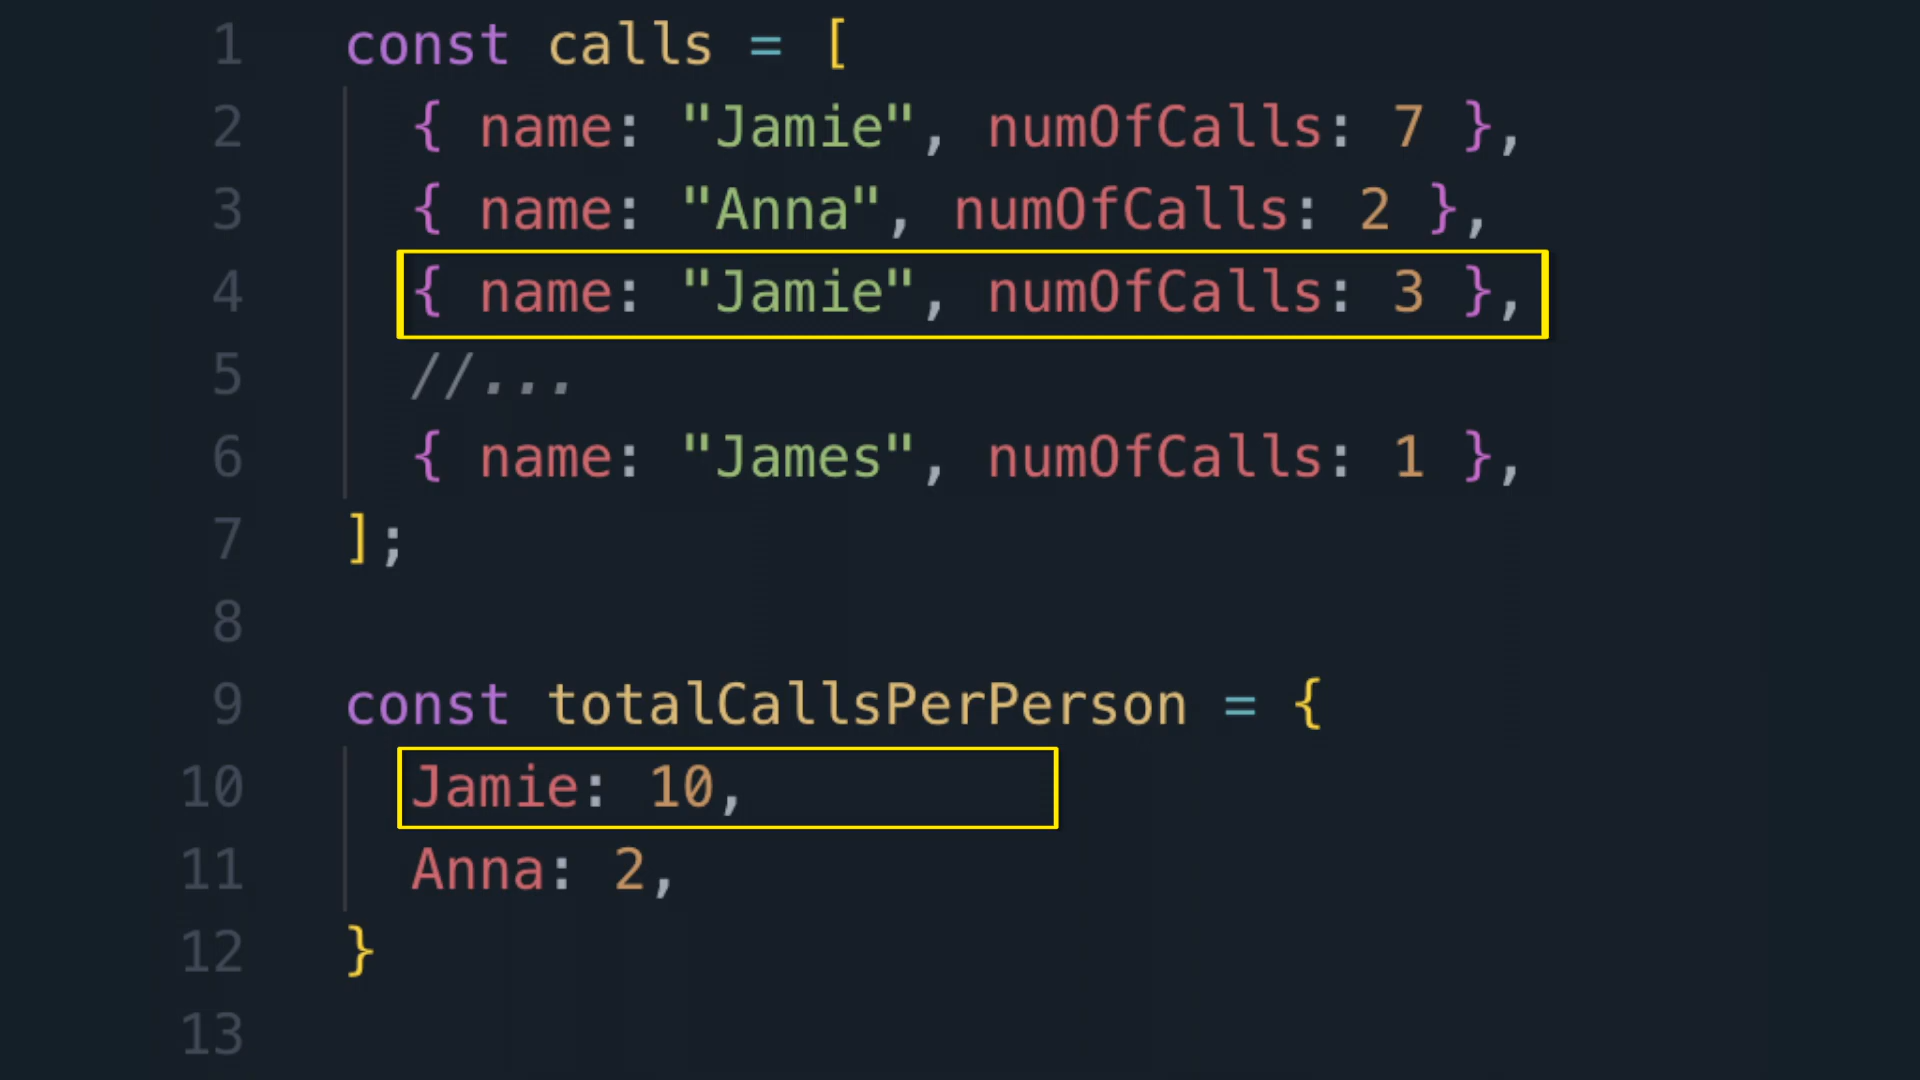 1 const calls = [
2 { name: "Jamie", numOfCalls: 7 },
3 { name: "Anna", numOfCalls: 2 },
4 { name: "Jamie", numOfCalls: 3 },
5 //...
6 { name: "James", numOfCalls: 1 },
7 ];
8
9 const totalCallsPerPerson = {
10 Jamie: 10,
11 Anna: 2,
12 }
13